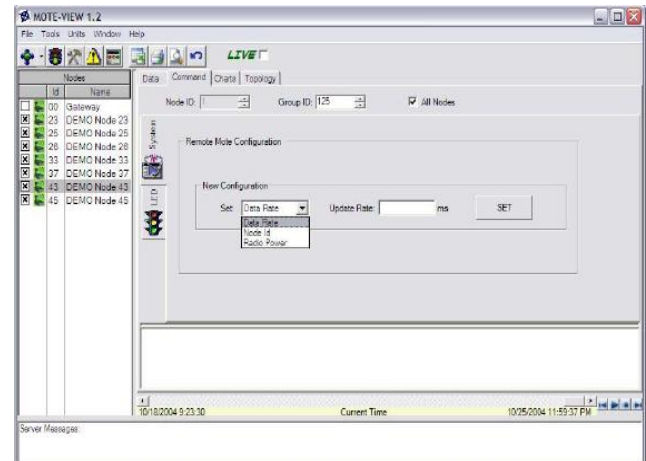 MOTE-VIEW 1.2
File Tools Units Window Help
LIVE
Nodes
Id Name
00 Gateway
23 DEMO Node 23
25 DEMO Node 25
28 DEMO Node 28
33 DEMO Node 33
37 DEMO Node 37
43 DEMO Node 43
45 DEMO Node 45
Data Command Charts Topology
Node ID: 1 Group ID: 125 All Nodes
System
LED
Remote Mote Configuration
New Configuration
Set: Data Rate Update Rate: ms SET
Data Rate
Node Id
Radio Power
10/18/2004 9:23:30 Current Time 10/25/2004 11:59:37 PM
Server Messages: